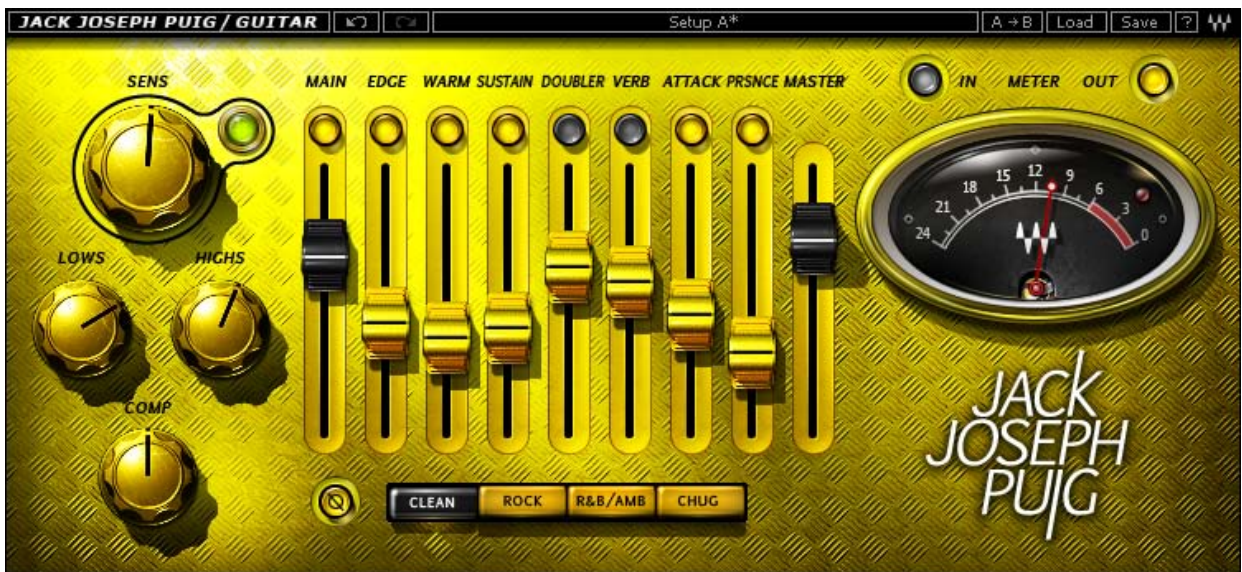 JACK JOSEPH PUIG / GUITAR Setup A* A→B Load Save ?
SENS MAIN EDGE WARM SUSTAIN DOUBLER VERB ATTACK PRSNCE MASTER IN METER OUT
24 21 18 15 12 9 6 3 0
LOWS HIGHS
COMP
JACK
JOSEPH
PUIG
CLEAN ROCK R&B/AMB CHUG